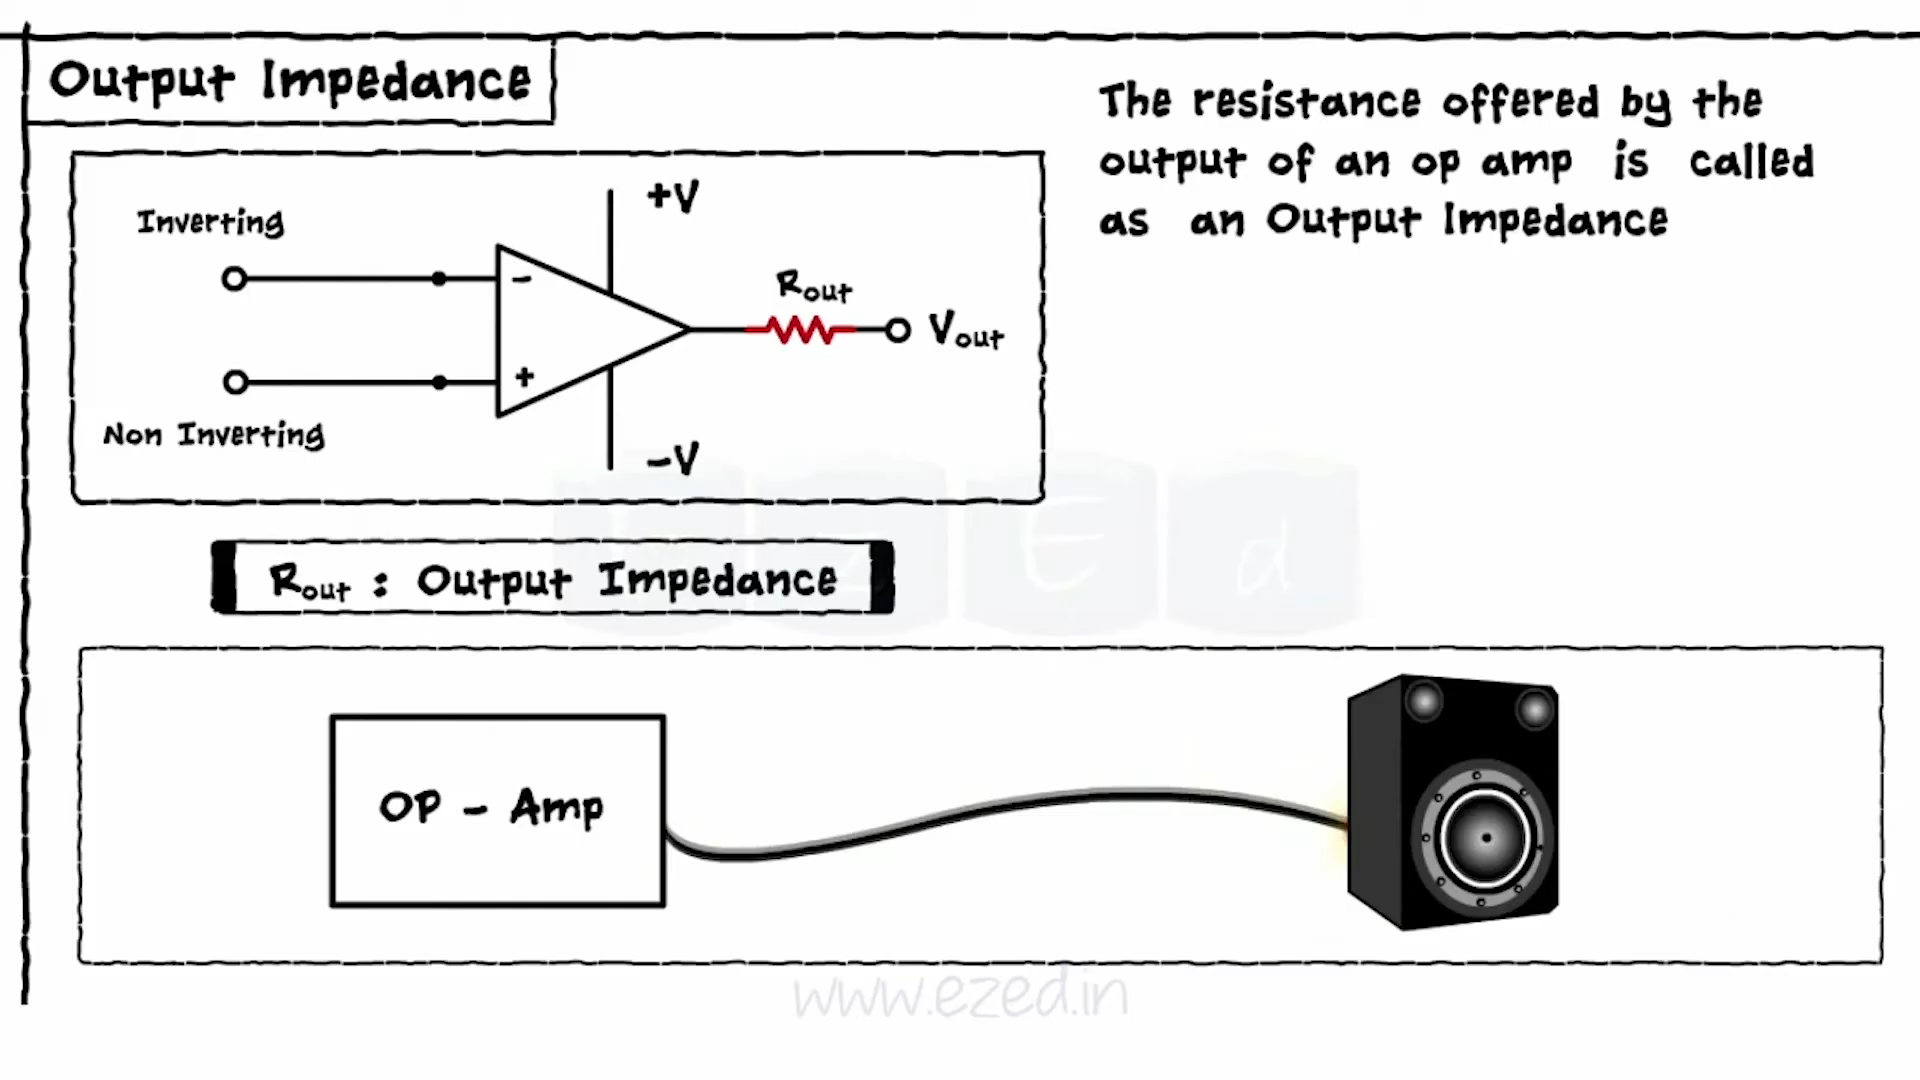 Output Impedance
The resistance offered by the
output of an op amp is called
as an Output Impedance
+V
Inverting
-
Rout
Vout
+
Non Inverting
-V
Rout : Output Impedance
z E d
OP - Amp
www.ezed.in